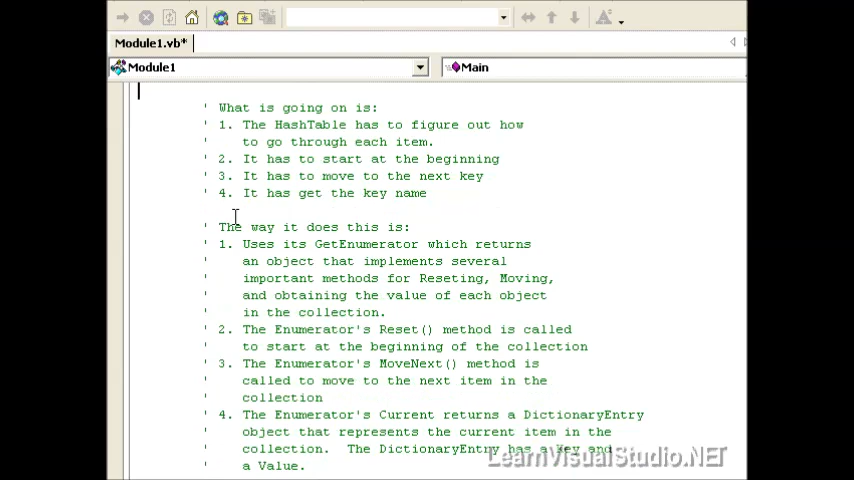 Module1.vb*
Module1 Main
' What is going on is:
' 1. The HashTable has to figure out how
' to go through each item.
' 2. It has to start at the beginning
' 3. It has to move to the next key
' 4. It has get the key name
'
' The way it does this is:
' 1. Uses its GetEnumerator which returns
' an object that implements several
' important methods for Reseting, Moving,
' and obtaining the value of each object
' in the collection.
' 2. The Enumerator's Reset() method is called
' to start at the beginning of the collection
' 3. The Enumerator's MoveNext() method is
' called to move to the next item in the
' collection
' 4. The Enumerator's Current returns a DictionaryEntry
' object that represents the current item in the
' collection. The DictionaryEntry has a Key and
' a Value.
LearnVisualStudio.NET